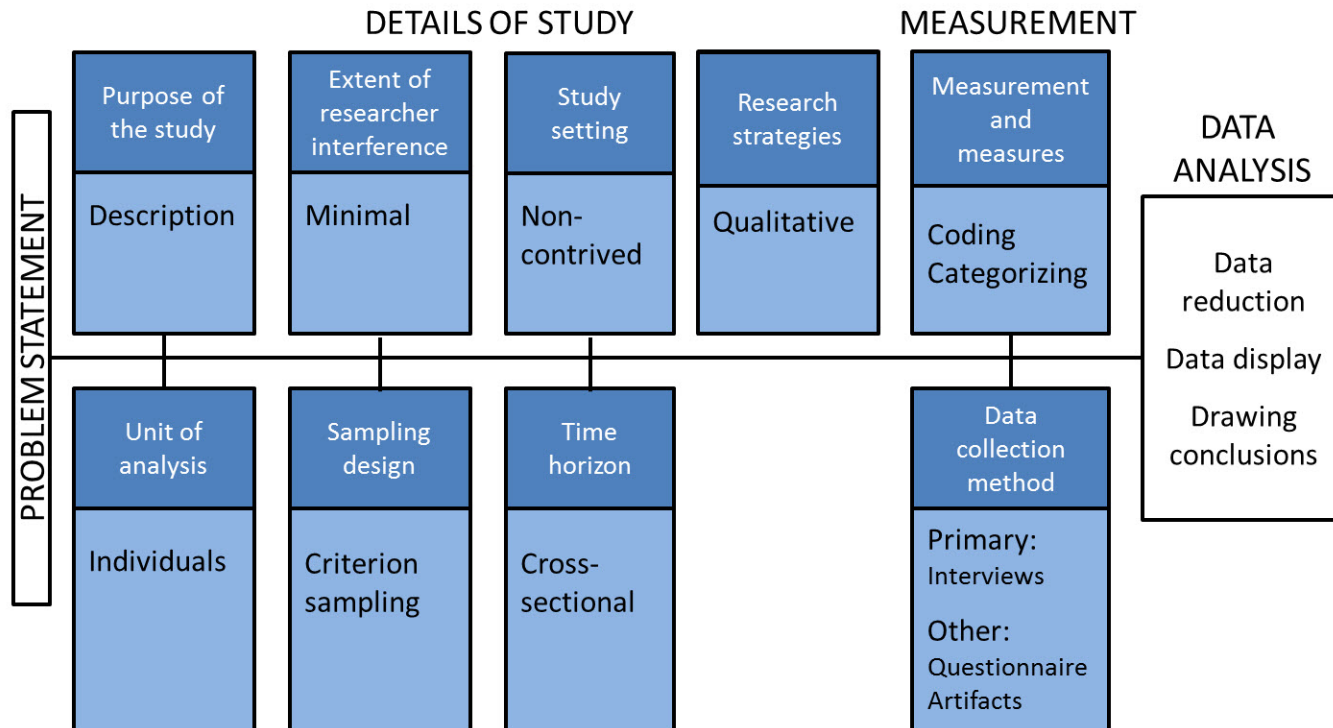 DETAILS OF STUDY
MEASUREMENT
PROBLEM STATEMENT
Purpose of
the study
Description
Extent of
researcher
interference
Minimal
Study
setting
Non-
contrived
Research
strategies
Qualitative
Measurement
and
measures
Coding
Categorizing
Unit of
analysis
Individuals
Sampling
design
Criterion
sampling
Time
horizon
Cross-
sectional
Data
collection
method
Primary:
Interviews
Other:
Questionnaire
Artifacts
DATA
ANALYSIS
Data
reduction
Data display
Drawing
conclusions